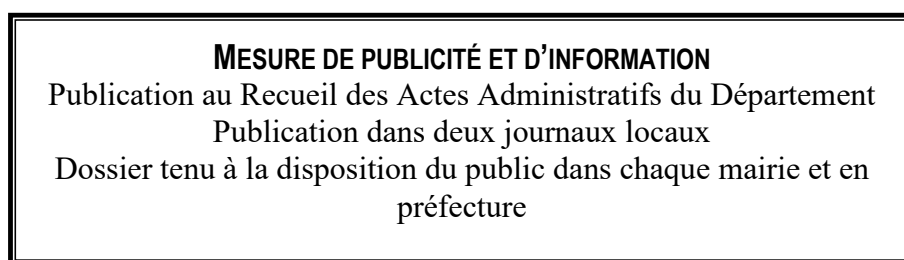 MESURE DE PUBLICITÉ ET D'INFORMATION
Publication au Recueil des Actes Administratifs du Département
Publication dans deux journaux locaux
Dossier tenu à la disposition du public dans chaque mairie et en
préfecture